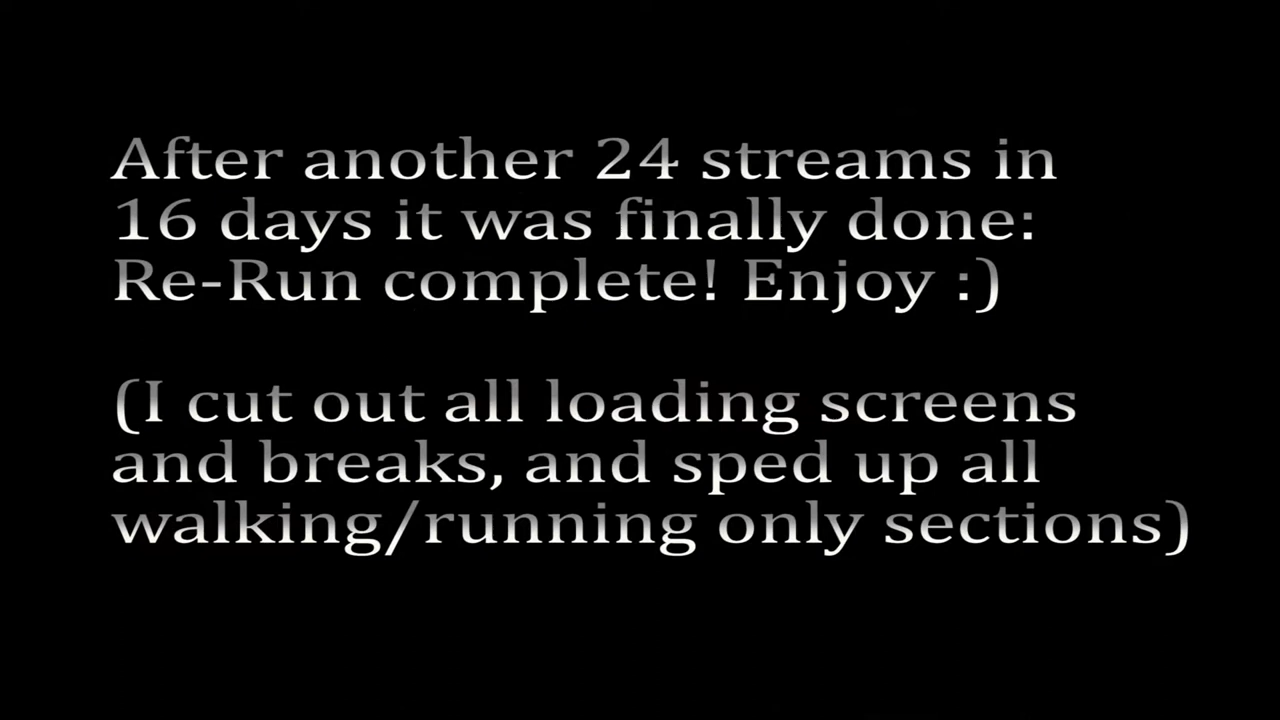 After another 24 streams in
16 days it was finally done:
Re-Run complete! Enjoy :)
(I cut out all loading screens
and breaks, and sped up all
walking/running only sections)